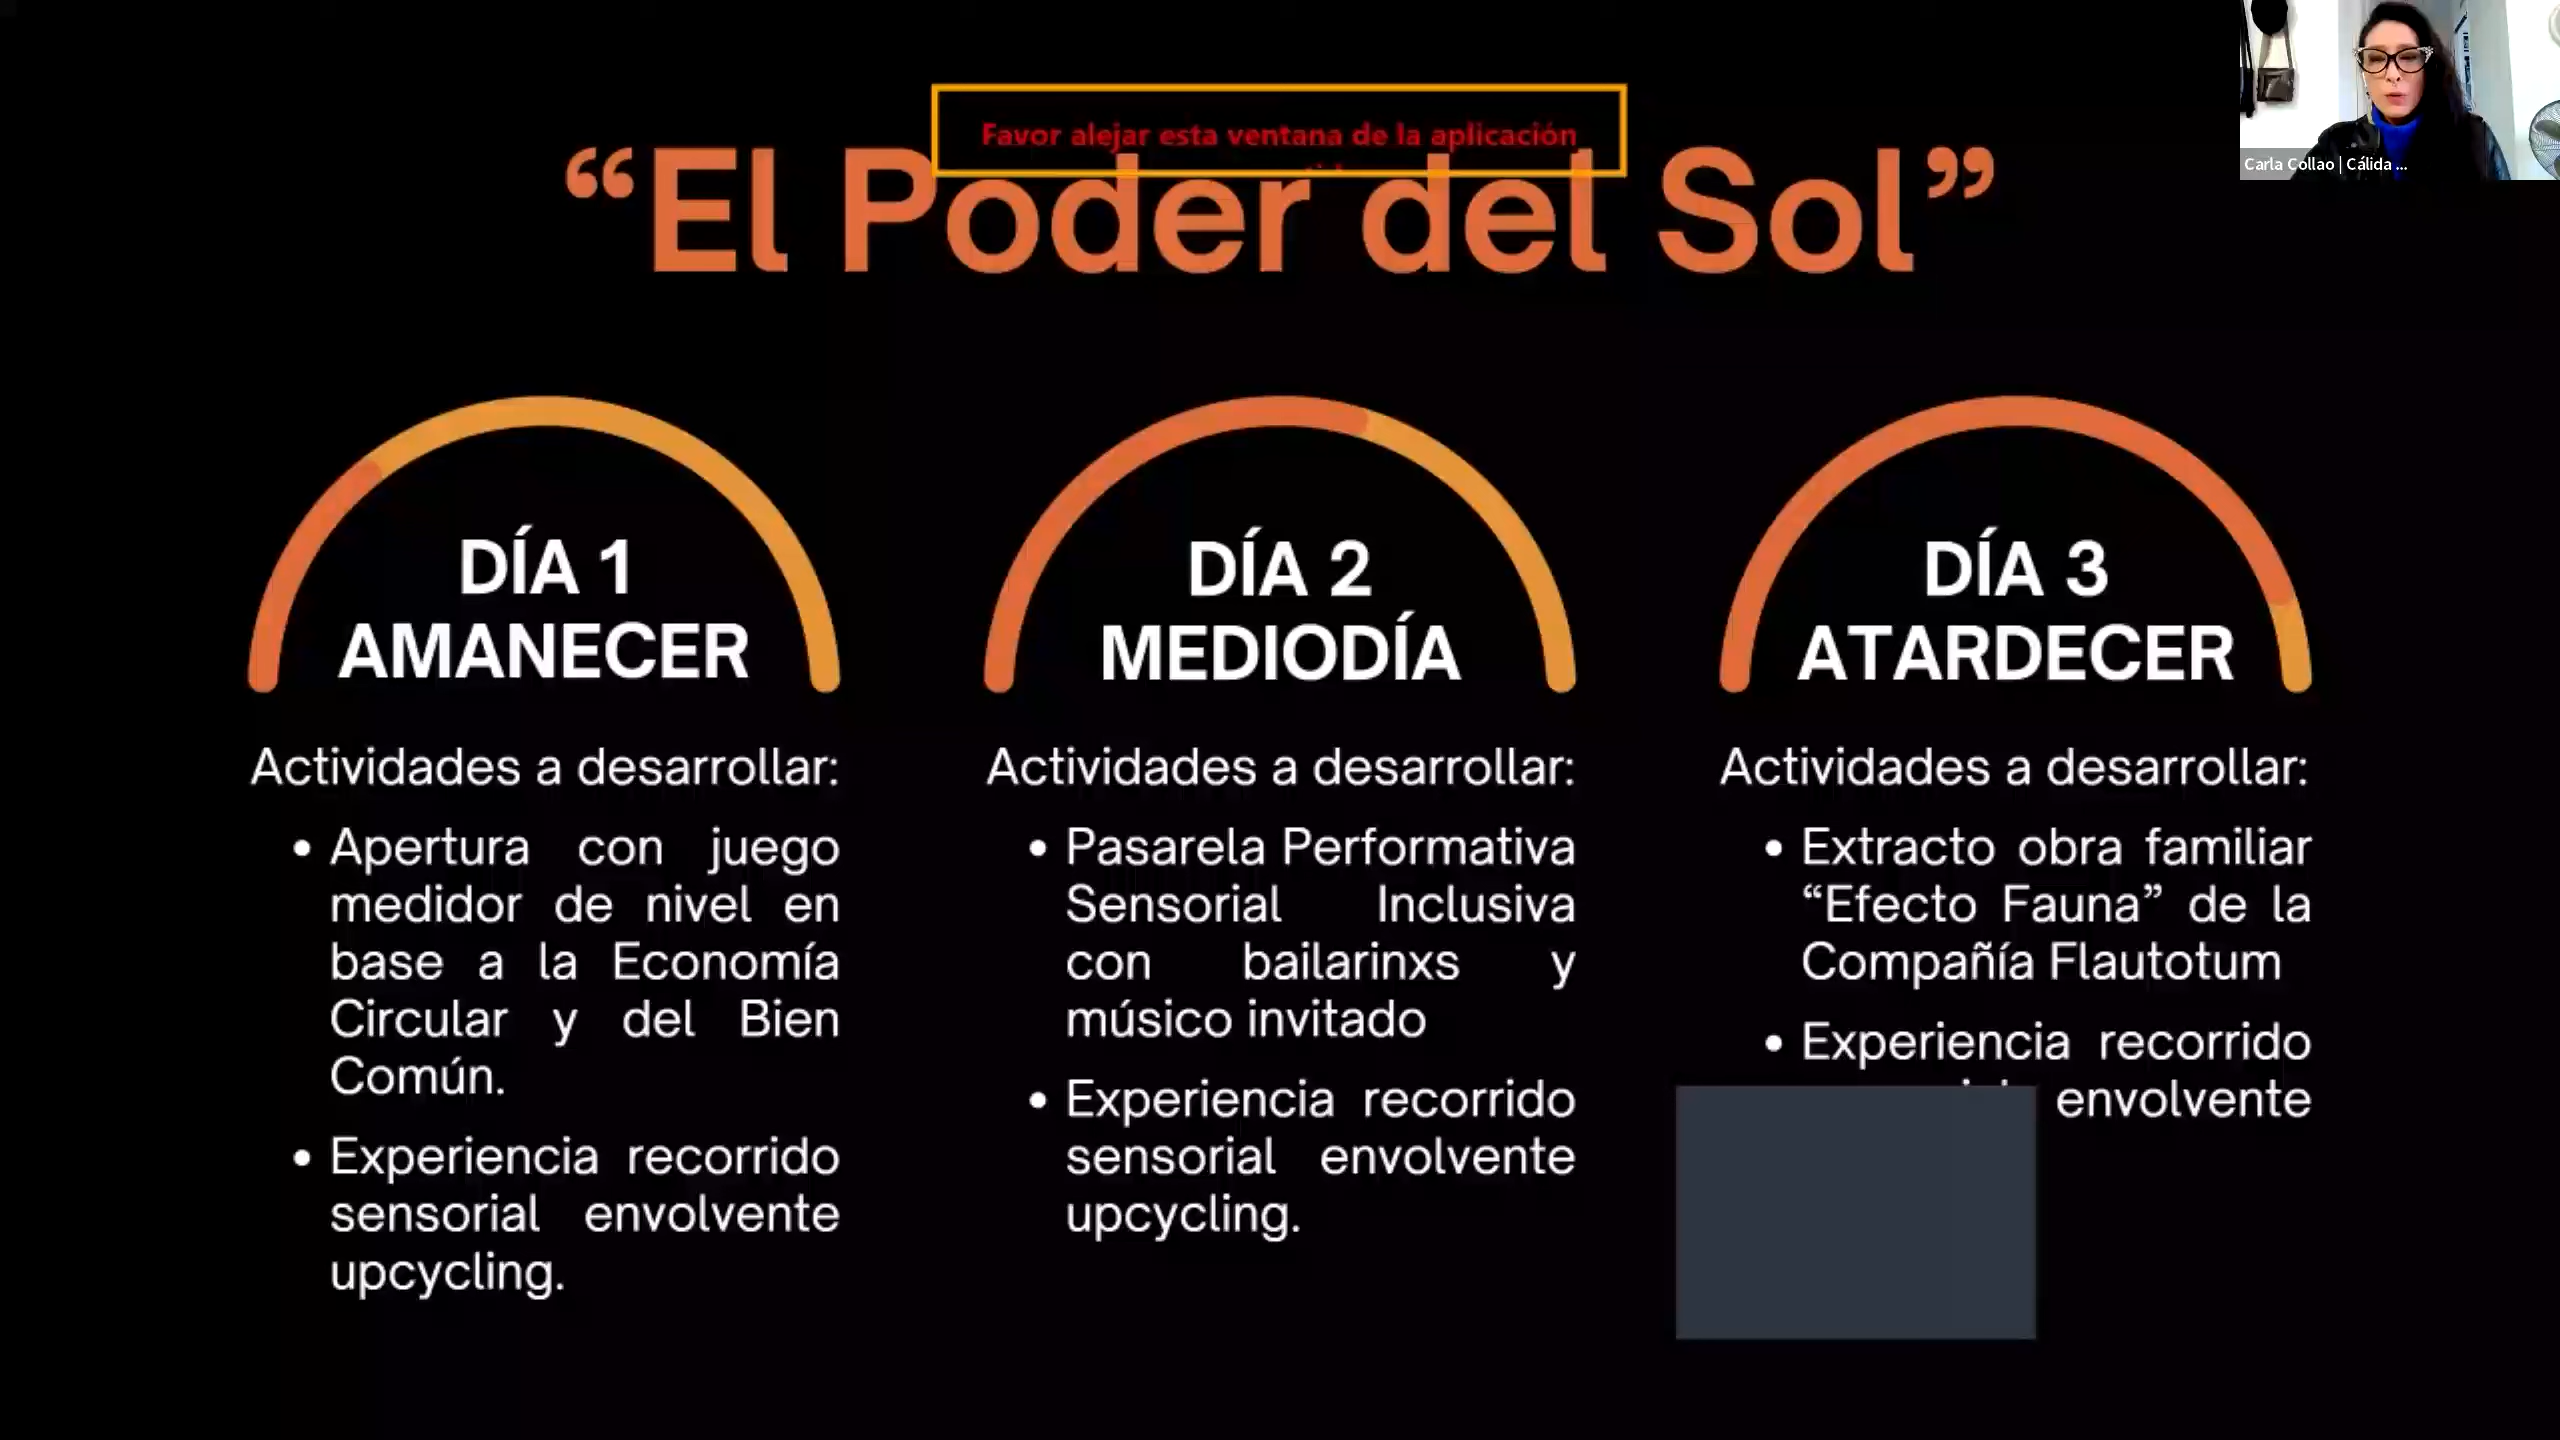 Favor alejar esta ventana de la aplicación
“El Poder del Sol”
Carla Collao | Cálida ...
DÍA 1
AMANECER
Actividades a desarrollar:
• Apertura con juego
medidor de nivel en
base a la Economía
Circular y del Bien
Común.
• Experiencia recorrido
sensorial envolvente
upcycling.
DÍA 2
MEDIODÍA
Actividades a desarrollar:
• Pasarela Performativa
Sensorial Inclusiva
con bailarinxs y
músico invitado
• Experiencia recorrido
sensorial envolvente
upcycling.
DÍA 3
ATARDECER
Actividades a desarrollar:
• Extracto obra familiar
“Efecto Fauna” de la
Compañía Flautotum
• Experiencia recorrido
envolvente